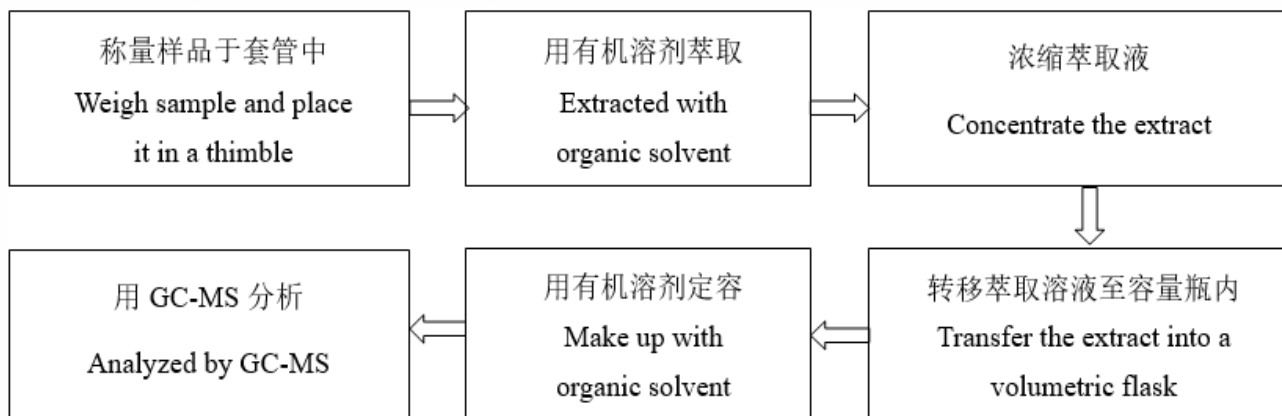 称量样品于套管中
Weigh sample and place
it in a thimble
用有机溶剂萃取
Extracted with
organic solvent
浓缩萃取液
Concentrate the extract
转移萃取溶液至容量瓶内
Transfer the extract into a
volumetric flask
用有机溶剂定容
Make up with
organic solvent
用 GC-MS 分析
Analyzed by GC-MS